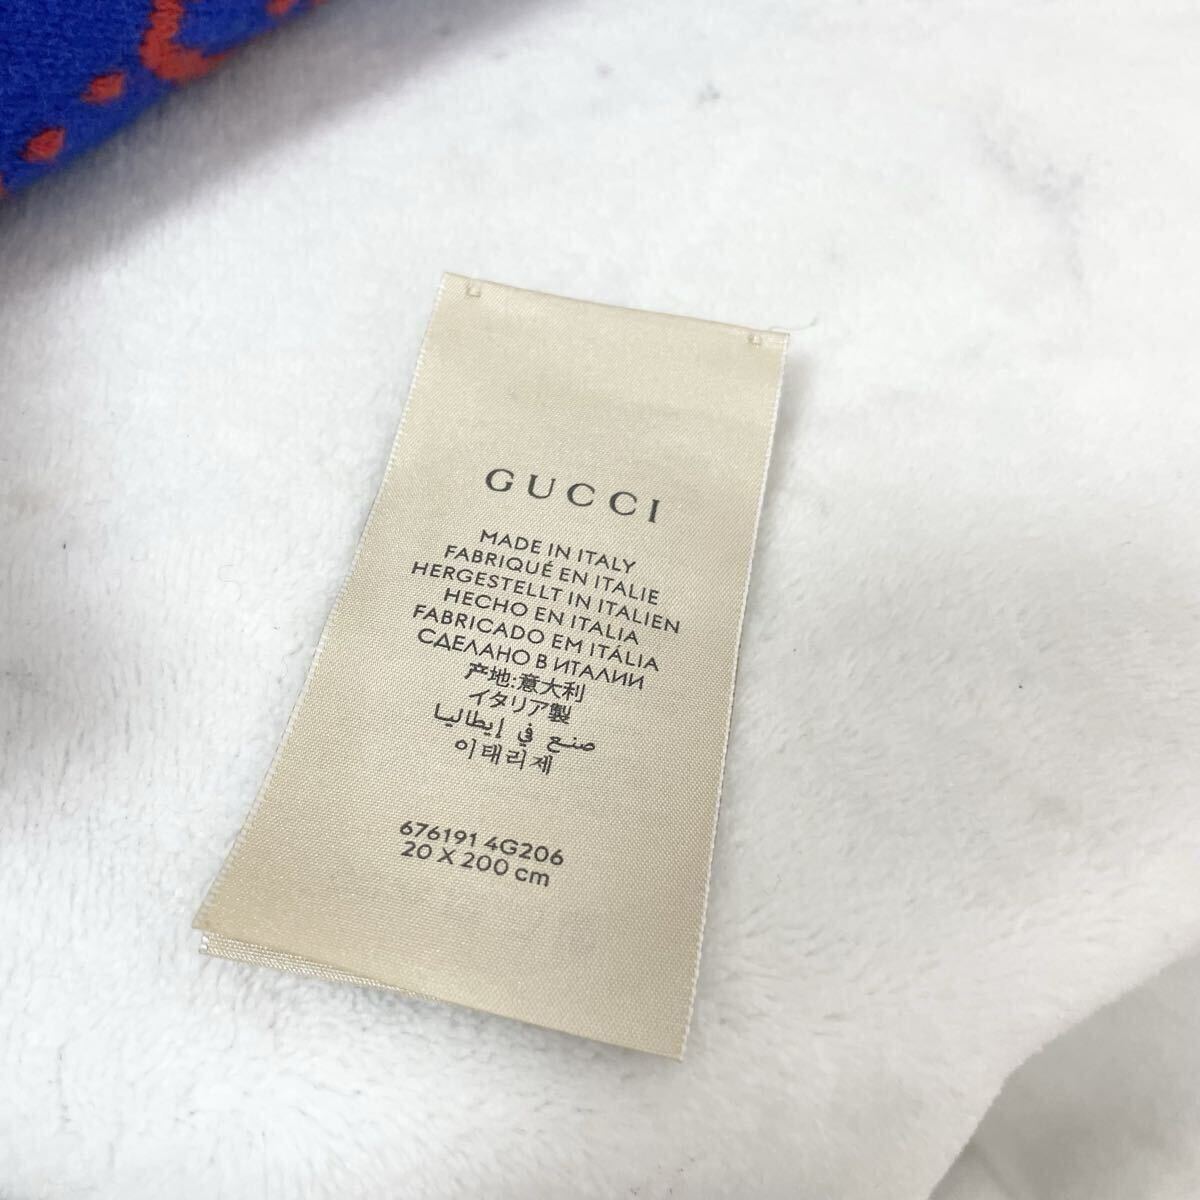 GUCCI
MADE IN ITALY
FABRIQUÉ EN ITALIE
HERGESTELLT IN ITALIEN
HECHO EN ITALIA
FABRICADO EM ITÁLIA
СДЕЛАНО В ИТАЛИИ
产地:意大利
イタリア製
صنع في إيطاليا
이태리제
676191 4G206
20 X 200 cm